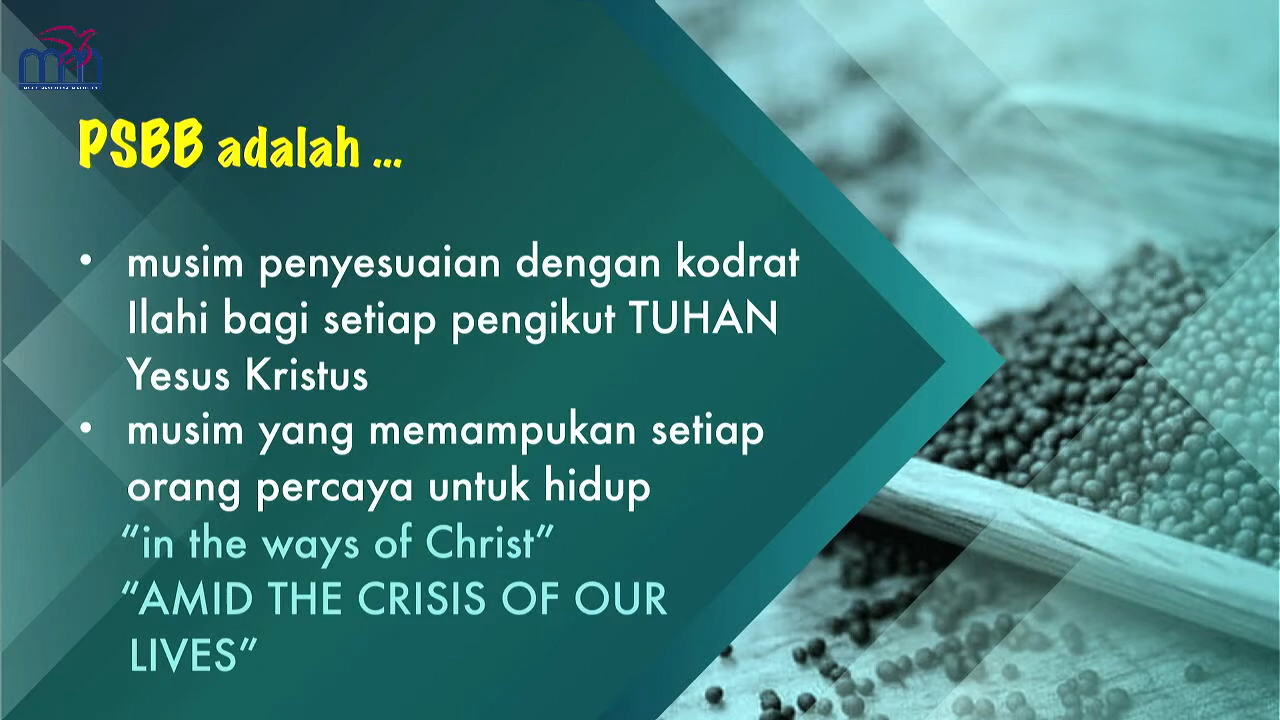 PSBB adalah ...
• musim penyesuaian dengan kodrat
Ilahi bagi setiap pengikut TUHAN
Yesus Kristus
• musim yang memampukan setiap
orang percaya untuk hidup
“in the ways of Christ”
“AMID THE CRISIS OF OUR
LIVES”